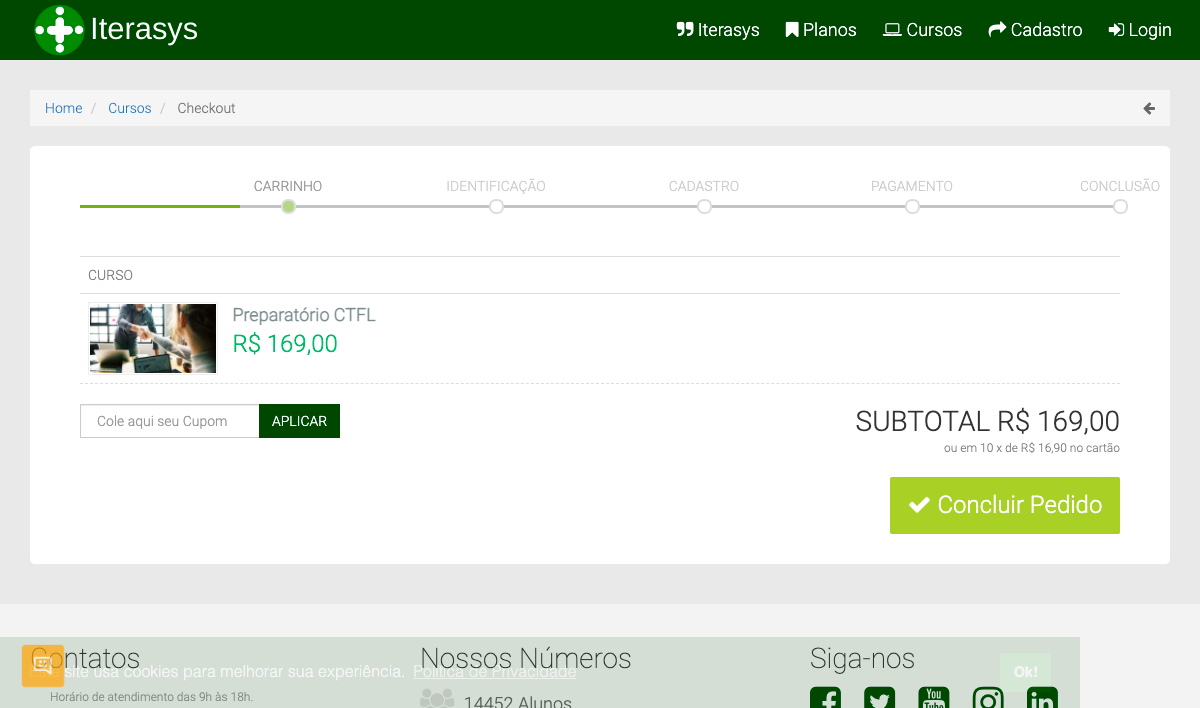 Iterasys
Iterasys Planos Cursos Cadastro Login
Home / Cursos / Checkout
CARRINHO IDENTIFICAÇÃO CADASTRO PAGAMENTO CONCLUSÃO
CURSO
Preparatório CTFL
R$ 169,00
Cole aqui seu Cupom APLICAR
SUBTOTAL R$ 169,00
ou em 10 x de R$ 16,90 no cartão
Concluir Pedido
Contatos Nossos Números Siga-nos
site usa cookies para melhorar sua experiência. Política de Privacidade Ok!
Horário de atendimento das 9h às 18h.
14452 Alunos
You Tube